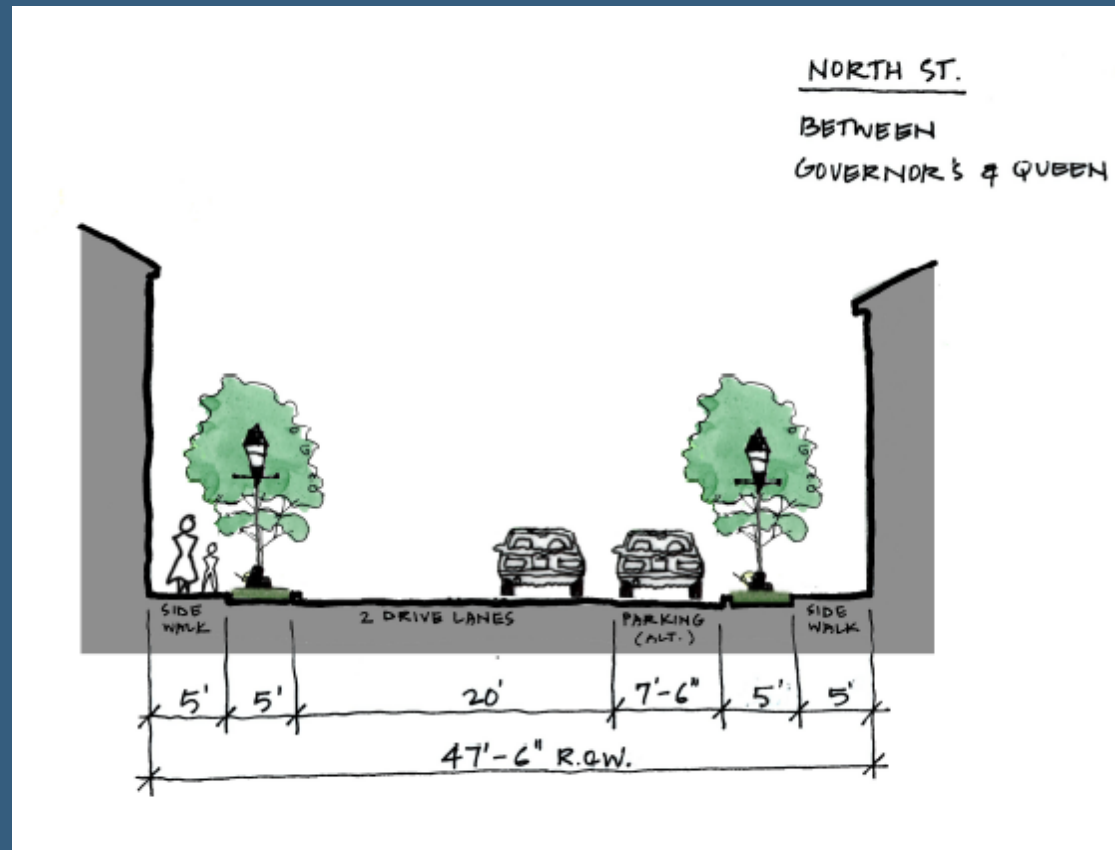 NORTH ST.
BETWEEN
GOVERNOR'S & QUEEN
SIDE
WALK
2 DRIVE LANES
PARKING
(ALT.)
SIDE
WALK
5' 5' 20' 7'-6" 5' 5'
47'-6" R.O.W.